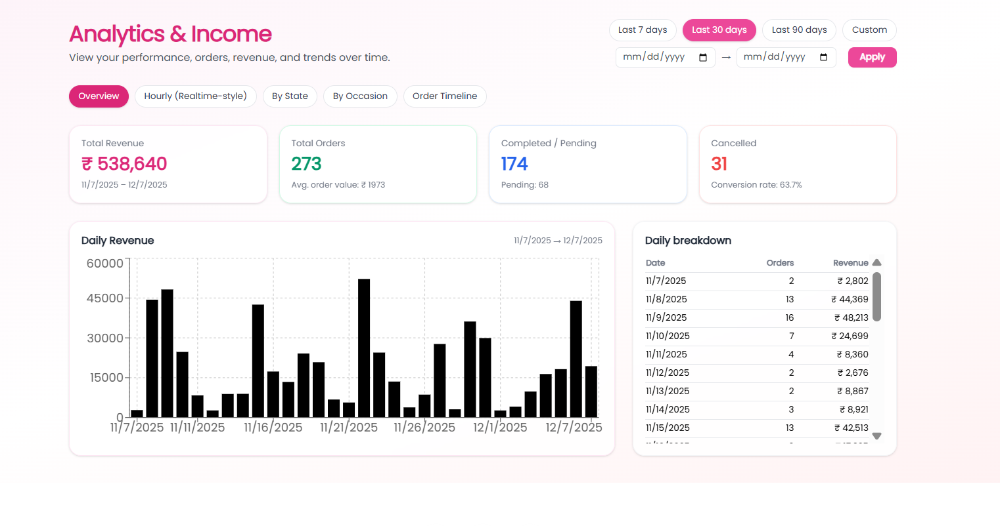 Analytics & Income
View your performance, orders, revenue, and trends over time.
Last 7 days Last 30 days Last 90 days Custom
mm/dd/yyyy → mm/dd/yyyy Apply
Overview Hourly (Realtime-style) By State By Occasion Order Timeline
Total Revenue
₹ 538,640
11/7/2025 – 12/7/2025
Total Orders
273
Avg. order value: ₹ 1973
Completed / Pending
174
Pending: 68
Cancelled
31
Conversion rate: 63.7%
Daily Revenue 11/7/2025 → 12/7/2025
60000
45000
30000
15000
0
11/7/2025 11/11/2025 11/16/2025 11/21/2025 11/26/2025 12/1/2025 12/7/2025
Daily breakdown
Date Orders Revenue
11/7/2025 2 ₹ 2,802
11/8/2025 13 ₹ 44,369
11/9/2025 16 ₹ 48,213
11/10/2025 7 ₹ 24,699
11/11/2025 4 ₹ 8,360
11/12/2025 2 ₹ 2,676
11/13/2025 2 ₹ 8,867
11/14/2025 3 ₹ 8,921
11/15/2025 13 ₹ 42,513